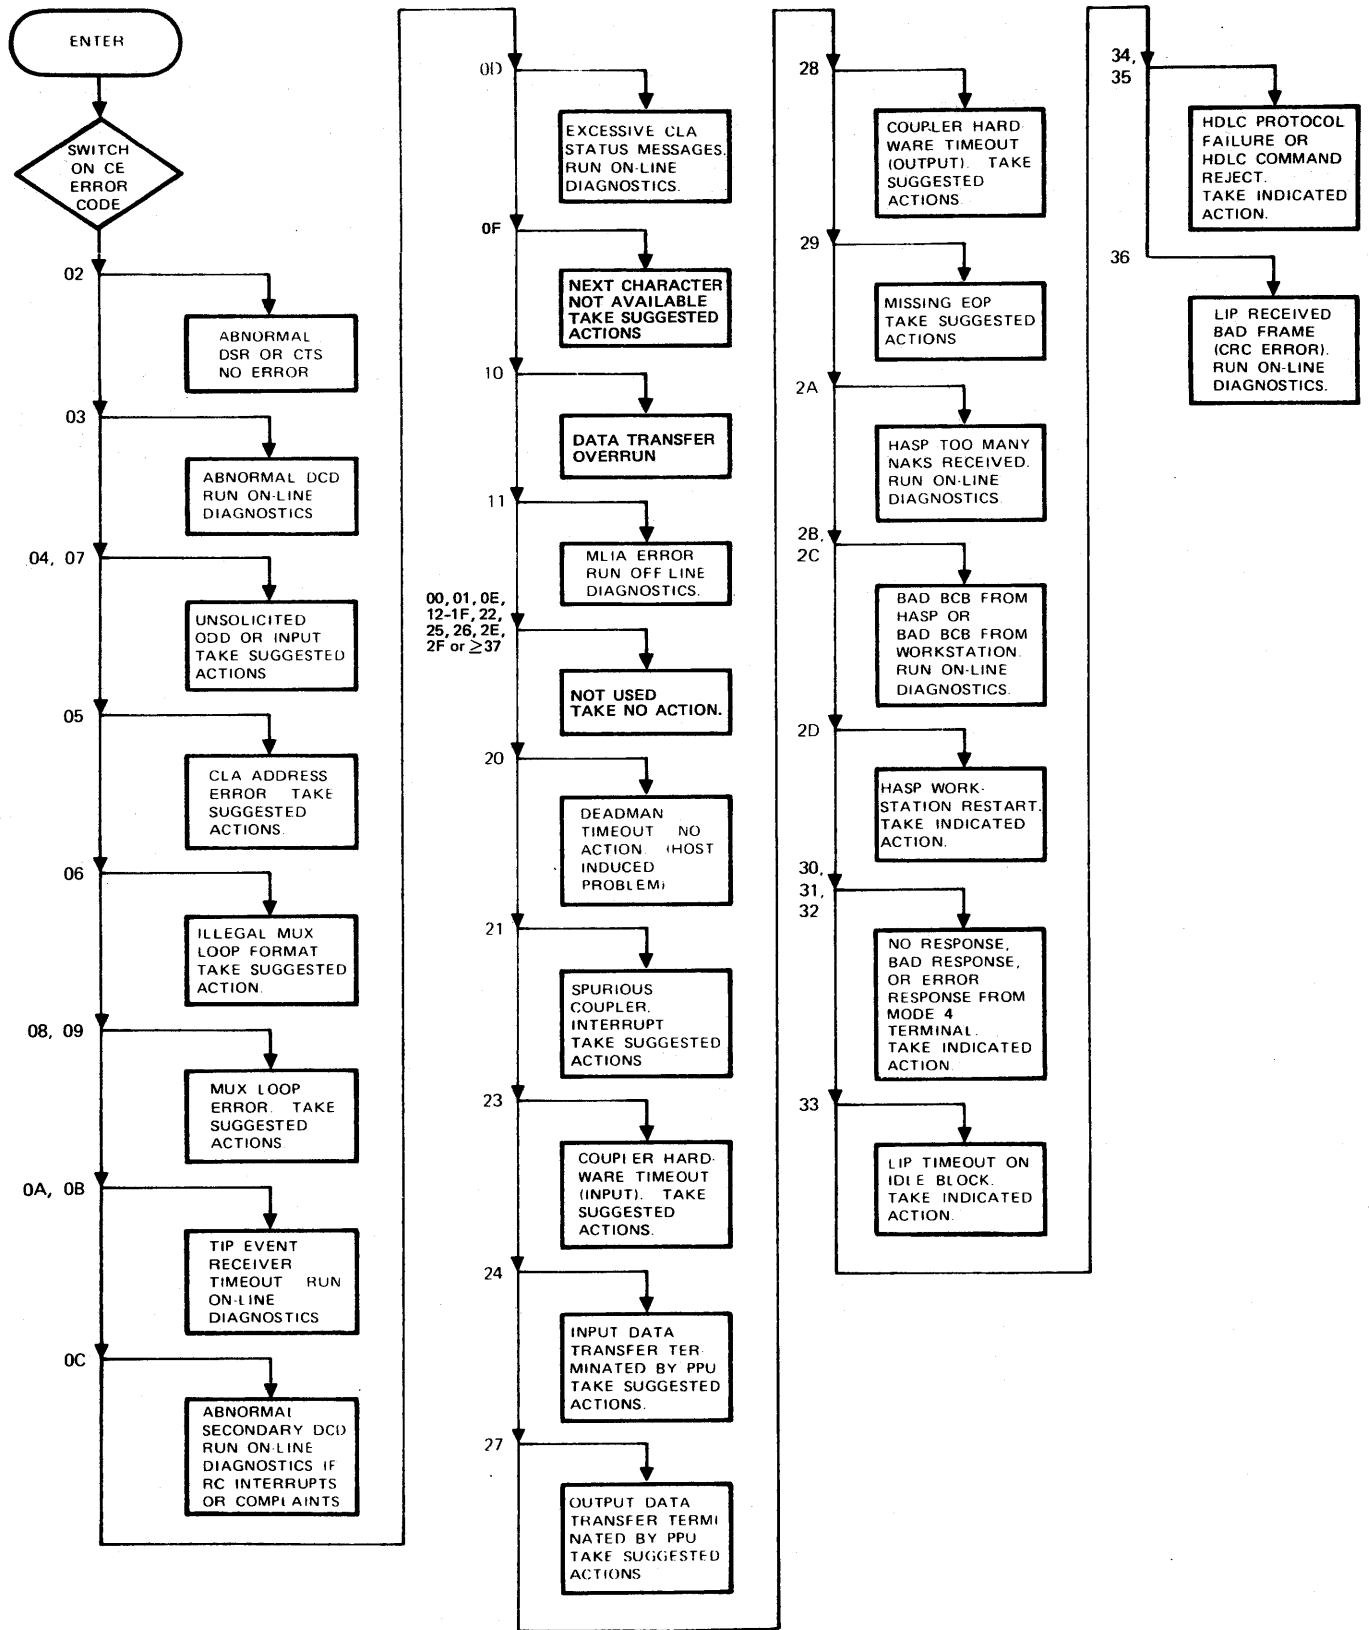 ENTER
SWITCH
ON CE
ERROR
CODE
02
ABNORMAL
DSR OR CTS
NO ERROR
03
ABNORMAL DCD
RUN ON-LINE
DIAGNOSTICS
04, 07
UNSOLICITED
ODD OR INPUT
TAKE SUGGESTED
ACTIONS
05
CLA ADDRESS
ERROR TAKE
SUGGESTED
ACTIONS.
06
ILLEGAL MUX
LOOP FORMAT
TAKE SUGGESTED
ACTION.
08, 09
MUX LOOP
ERROR. TAKE
SUGGESTED
ACTIONS
0A, 0B
TIP EVENT
RECEIVER
TIMEOUT RUN
ON-LINE
DIAGNOSTICS
0C
ABNORMAL
SECONDARY DCD
RUN ON-LINE
DIAGNOSTICS IF
RC INTERRUPTS
OR COMPLAINTS
0D
EXCESSIVE CLA
STATUS MESSAGES.
RUN ON-LINE
DIAGNOSTICS.
0F
NEXT CHARACTER
NOT AVAILABLE
TAKE SUGGESTED
ACTIONS
10
DATA TRANSFER
OVERRUN
11
MLIA ERROR
RUN OFF LINE
DIAGNOSTICS.
00, 01, 0E,
12-1F, 22,
25, 26, 2E,
2F or ≥37
NOT USED
TAKE NO ACTION.
20
DEADMAN
TIMEOUT NO
ACTION. (HOST
INDUCED
PROBLEM)
21
SPURIOUS
COUPLER.
INTERRUPT
TAKE SUGGESTED
ACTIONS
23
COUPLER HARD-
WARE TIMEOUT
(INPUT). TAKE
SUGGESTED
ACTIONS.
24
INPUT DATA
TRANSFER TER-
MINATED BY PPU
TAKE SUGGESTED
ACTIONS.
27
OUTPUT DATA
TRANSFER TERMI
NATED BY PPU
TAKE SUGGESTED
ACTIONS
28
COUPLER HARD-
WARE TIMEOUT
(OUTPUT). TAKE
SUGGESTED
ACTIONS.
29
MISSING EOP
TAKE SUGGESTED
ACTIONS
2A
HASP TOO MANY
NAKS RECEIVED.
RUN ON-LINE
DIAGNOSTICS.
2B,
2C
BAD BCB FROM
HASP OR
BAD BCB FROM
WORKSTATION.
RUN ON-LINE
DIAGNOSTICS.
2D
HASP WORK-
STATION RESTART.
TAKE INDICATED
ACTION.
30,
31,
32
NO RESPONSE,
BAD RESPONSE,
OR ERROR
RESPONSE FROM
MODE 4
TERMINAL.
TAKE INDICATED
ACTION.
33
LIP TIMEOUT ON
IDLE BLOCK.
TAKE INDICATED
ACTION.
34,
35
HDLC PROTOCOL
FAILURE OR
HDLC COMMAND
REJECT.
TAKE INDICATED
ACTION.
36
LIP RECEIVED
BAD FRAME
(CRC ERROR).
RUN ON-LINE
DIAGNOSTICS.